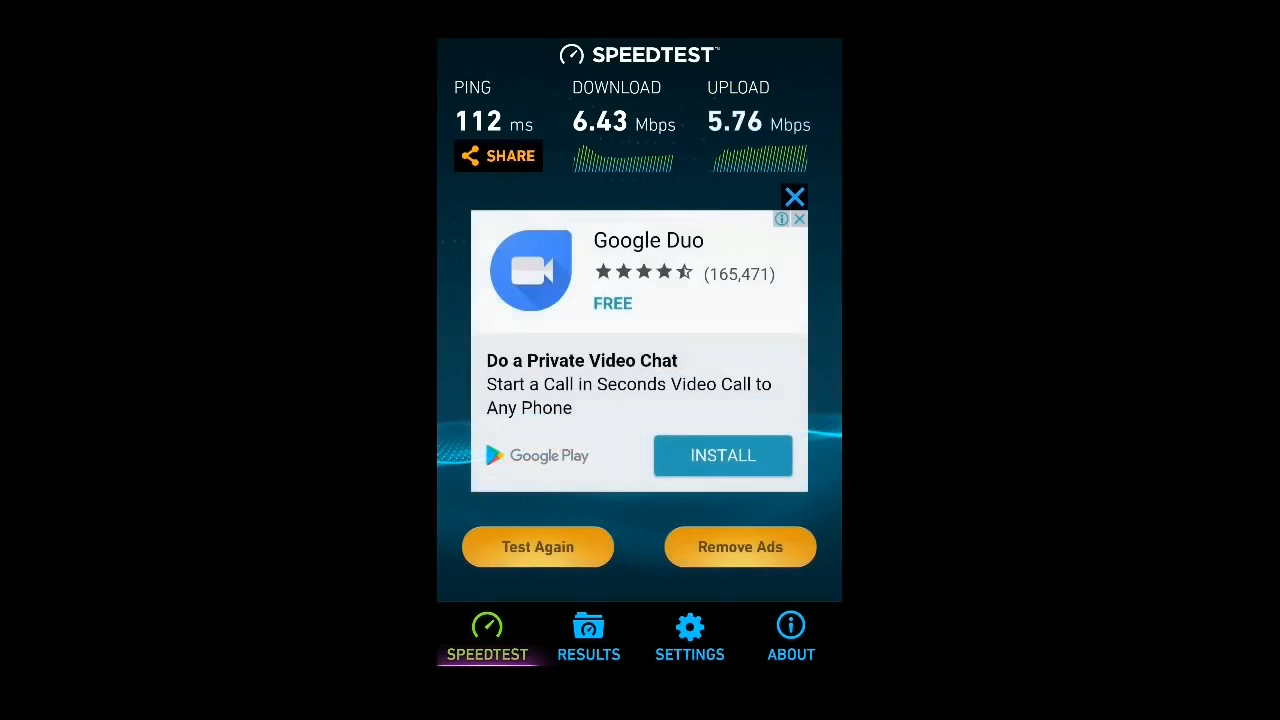 SPEEDTEST™
PING
112 ms
DOWNLOAD
6.43 Mbps
UPLOAD
5.76 Mbps
SHARE
Google Duo
(165,471)
FREE
Do a Private Video Chat
Start a Call in Seconds Video Call to
Any Phone
Google Play
INSTALL
Test Again
Remove Ads
SPEEDTEST
RESULTS
SETTINGS
ABOUT